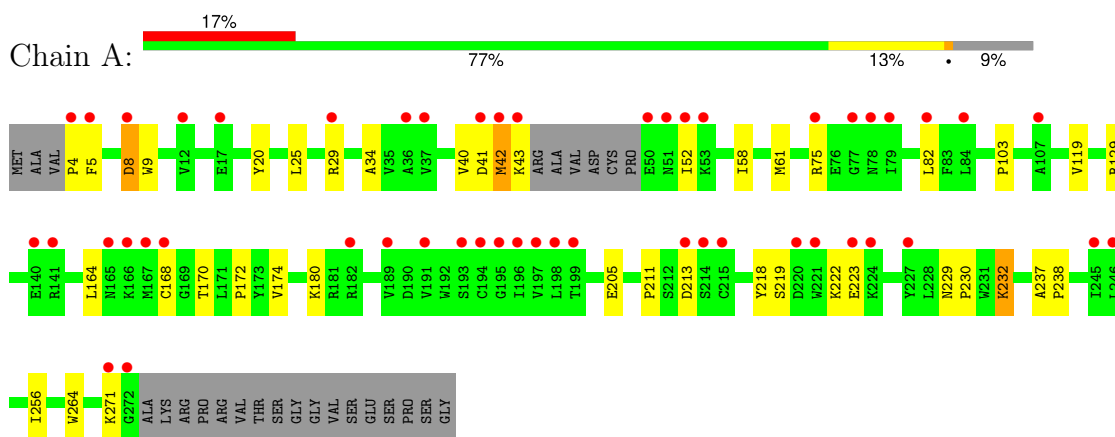 17%
Chain A:
77% 13% • 9%
MET ALA VAL P4 F5 D8 W9 V12 E17 Y20 L25 R29 A34 V35 A36 V37 V40 D41 M42 K43 ARG ALA VAL ASP CYS PRO E50 N51 I52 K53 I58 M61 R75 E76 G77 N78 I79 L82 F83 L84 P103 A107 V119 R129
E140 R141 L164 N165 K166 M167 C168 G169 T170 L171 P172 Y173 V174 K180 R181 R182 V189 D190 V191 W192 S193 C194 G195 I196 V197 L198 T199 E205 P211 S212 D213 S214 C215 Y218 S219 D220 W221 K222 E223 K224 Y227 L228 N229 P230 W231 K232 A237 P238 I245 L246
I256 W264 K271 G272 ALA LYS ARG PRO ARG VAL THR SER GLY GLY VAL SER GLU SER PRO SER GLY